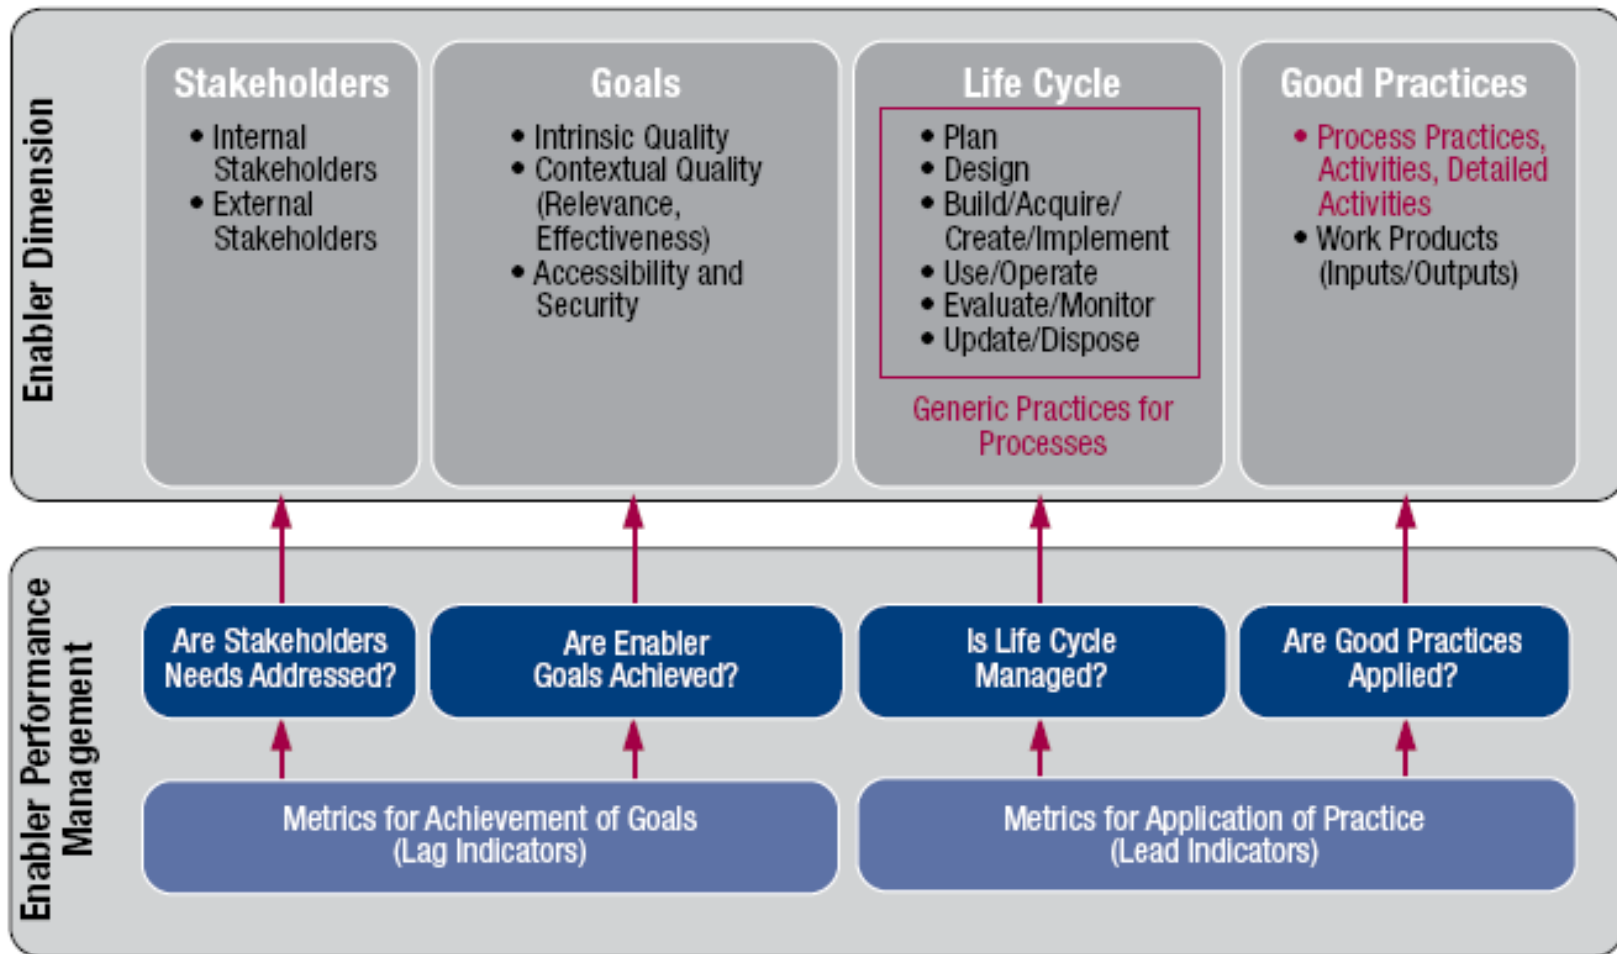 Enabler Dimension
Stakeholders
• Internal
Stakeholders
• External
Stakeholders
Goals
• Intrinsic Quality
• Contextual Quality
(Relevance,
Effectiveness)
• Accessibility and
Security
Life Cycle
• Plan
• Design
• Build/Acquire/
Create/Implement
• Use/Operate
• Evaluate/Monitor
• Update/Dispose
Generic Practices for
Processes
Good Practices
• Process Practices,
Activities, Detailed
Activities
• Work Products
(Inputs/Outputs)
Enabler Performance
Management
Are Stakeholders
Needs Addressed?
Are Enabler
Goals Achieved?
Is Life Cycle
Managed?
Are Good Practices
Applied?
Metrics for Achievement of Goals
(Lag Indicators)
Metrics for Application of Practice
(Lead Indicators)